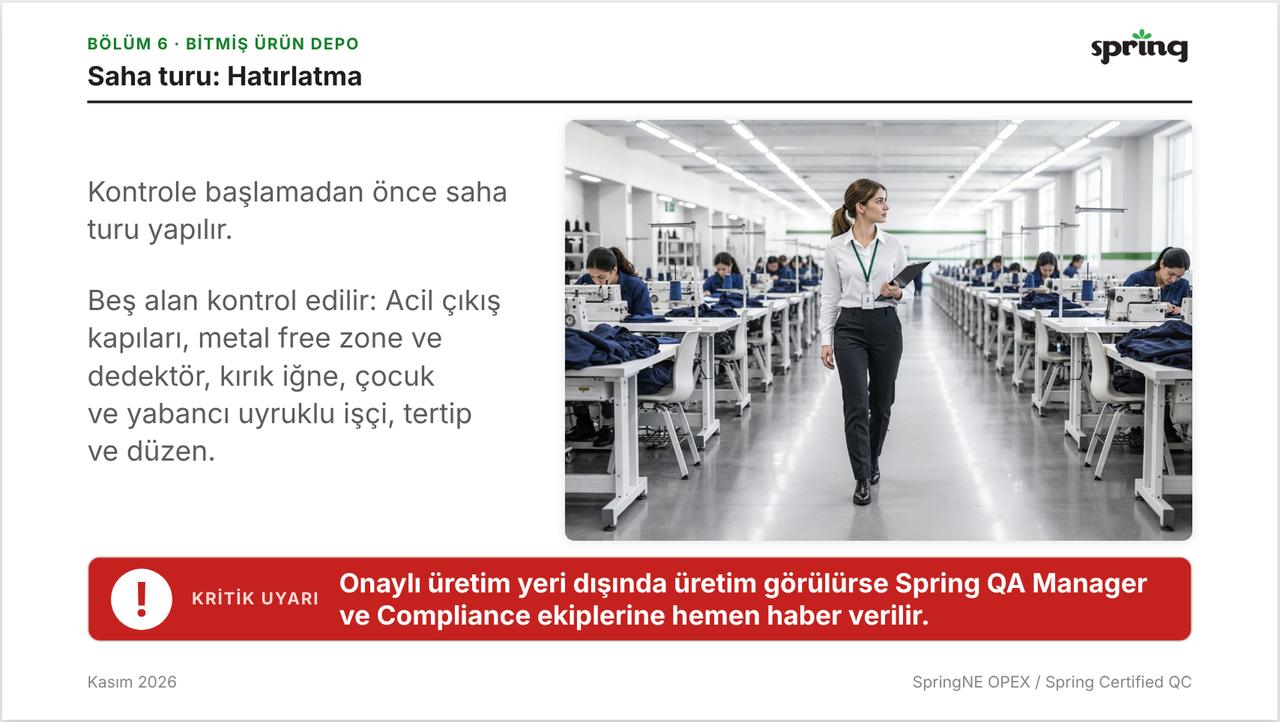 BÖLÜM 6 · BİTMİŞ ÜRÜN DEPO
Saha turu: Hatırlatma
spring
Kontrole başlamadan önce saha
turu yapılır.
Beş alan kontrol edilir: Acil çıkış
kapıları, metal free zone ve
dedektör, kırık iğne, çocuk
ve yabancı uyruklu işçi, tertip
ve düzen.
!
KRİTİK UYARI
Onaylı üretim yeri dışında üretim görülürse Spring QA Manager
ve Compliance ekiplerine hemen haber verilir.
Kasım 2026
SpringNE OPEX / Spring Certified QC